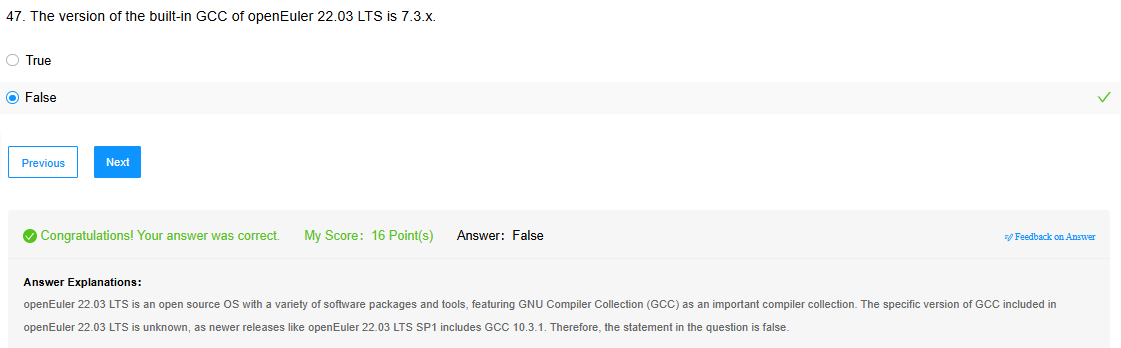 47. The version of the built-in GCC of openEuler 22.03 LTS is 7.3.x.
True
False
Previous Next
Congratulations! Your answer was correct. My Score: 16 Point(s) Answer: False Feedback on Answer
Answer Explanations:
openEuler 22.03 LTS is an open source OS with a variety of software packages and tools, featuring GNU Compiler Collection (GCC) as an important compiler collection. The specific version of GCC included in
openEuler 22.03 LTS is unknown, as newer releases like openEuler 22.03 LTS SP1 includes GCC 10.3.1. Therefore, the statement in the question is false.